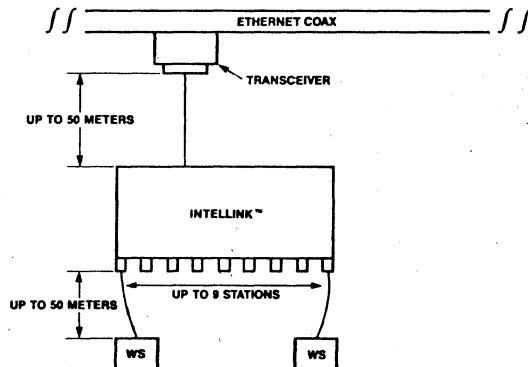 ETHERNET COAX
TRANSCEIVER
UP TO 50 METERS
INTELLINK™
UP TO 9 STATIONS
UP TO 50 METERS
WS
WS